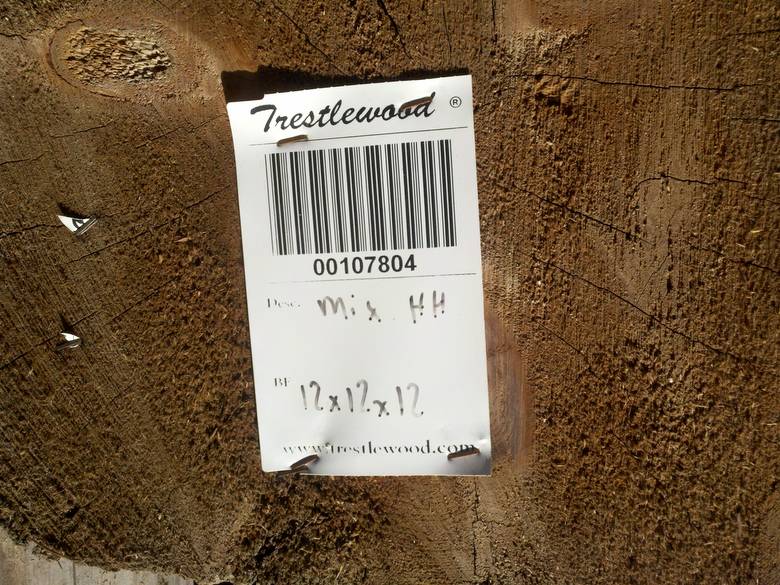 Trestlewood ®
00107804
Desc. Mix HH
BF 12x12x12
www.trestlewood.com